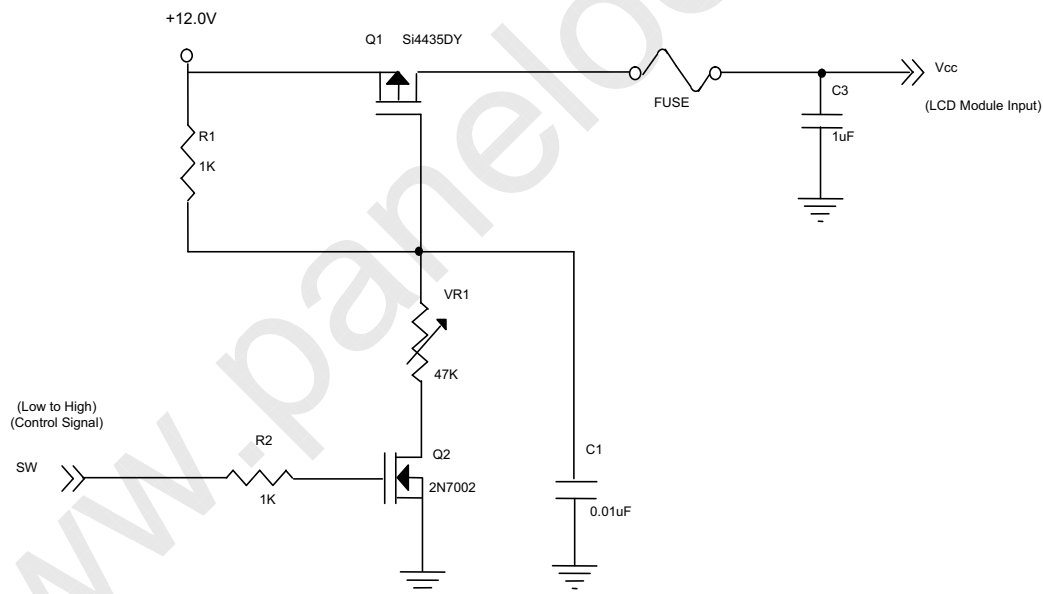 +12.0V
Q1 Si4435DY
Vcc
FUSE
C3
(LCD Module Input)
1uF
R1
1K
VR1
47K
(Low to High)
(Control Signal)
SW
R2
1K
Q2
2N7002
C1
0.01uF
www.panelo